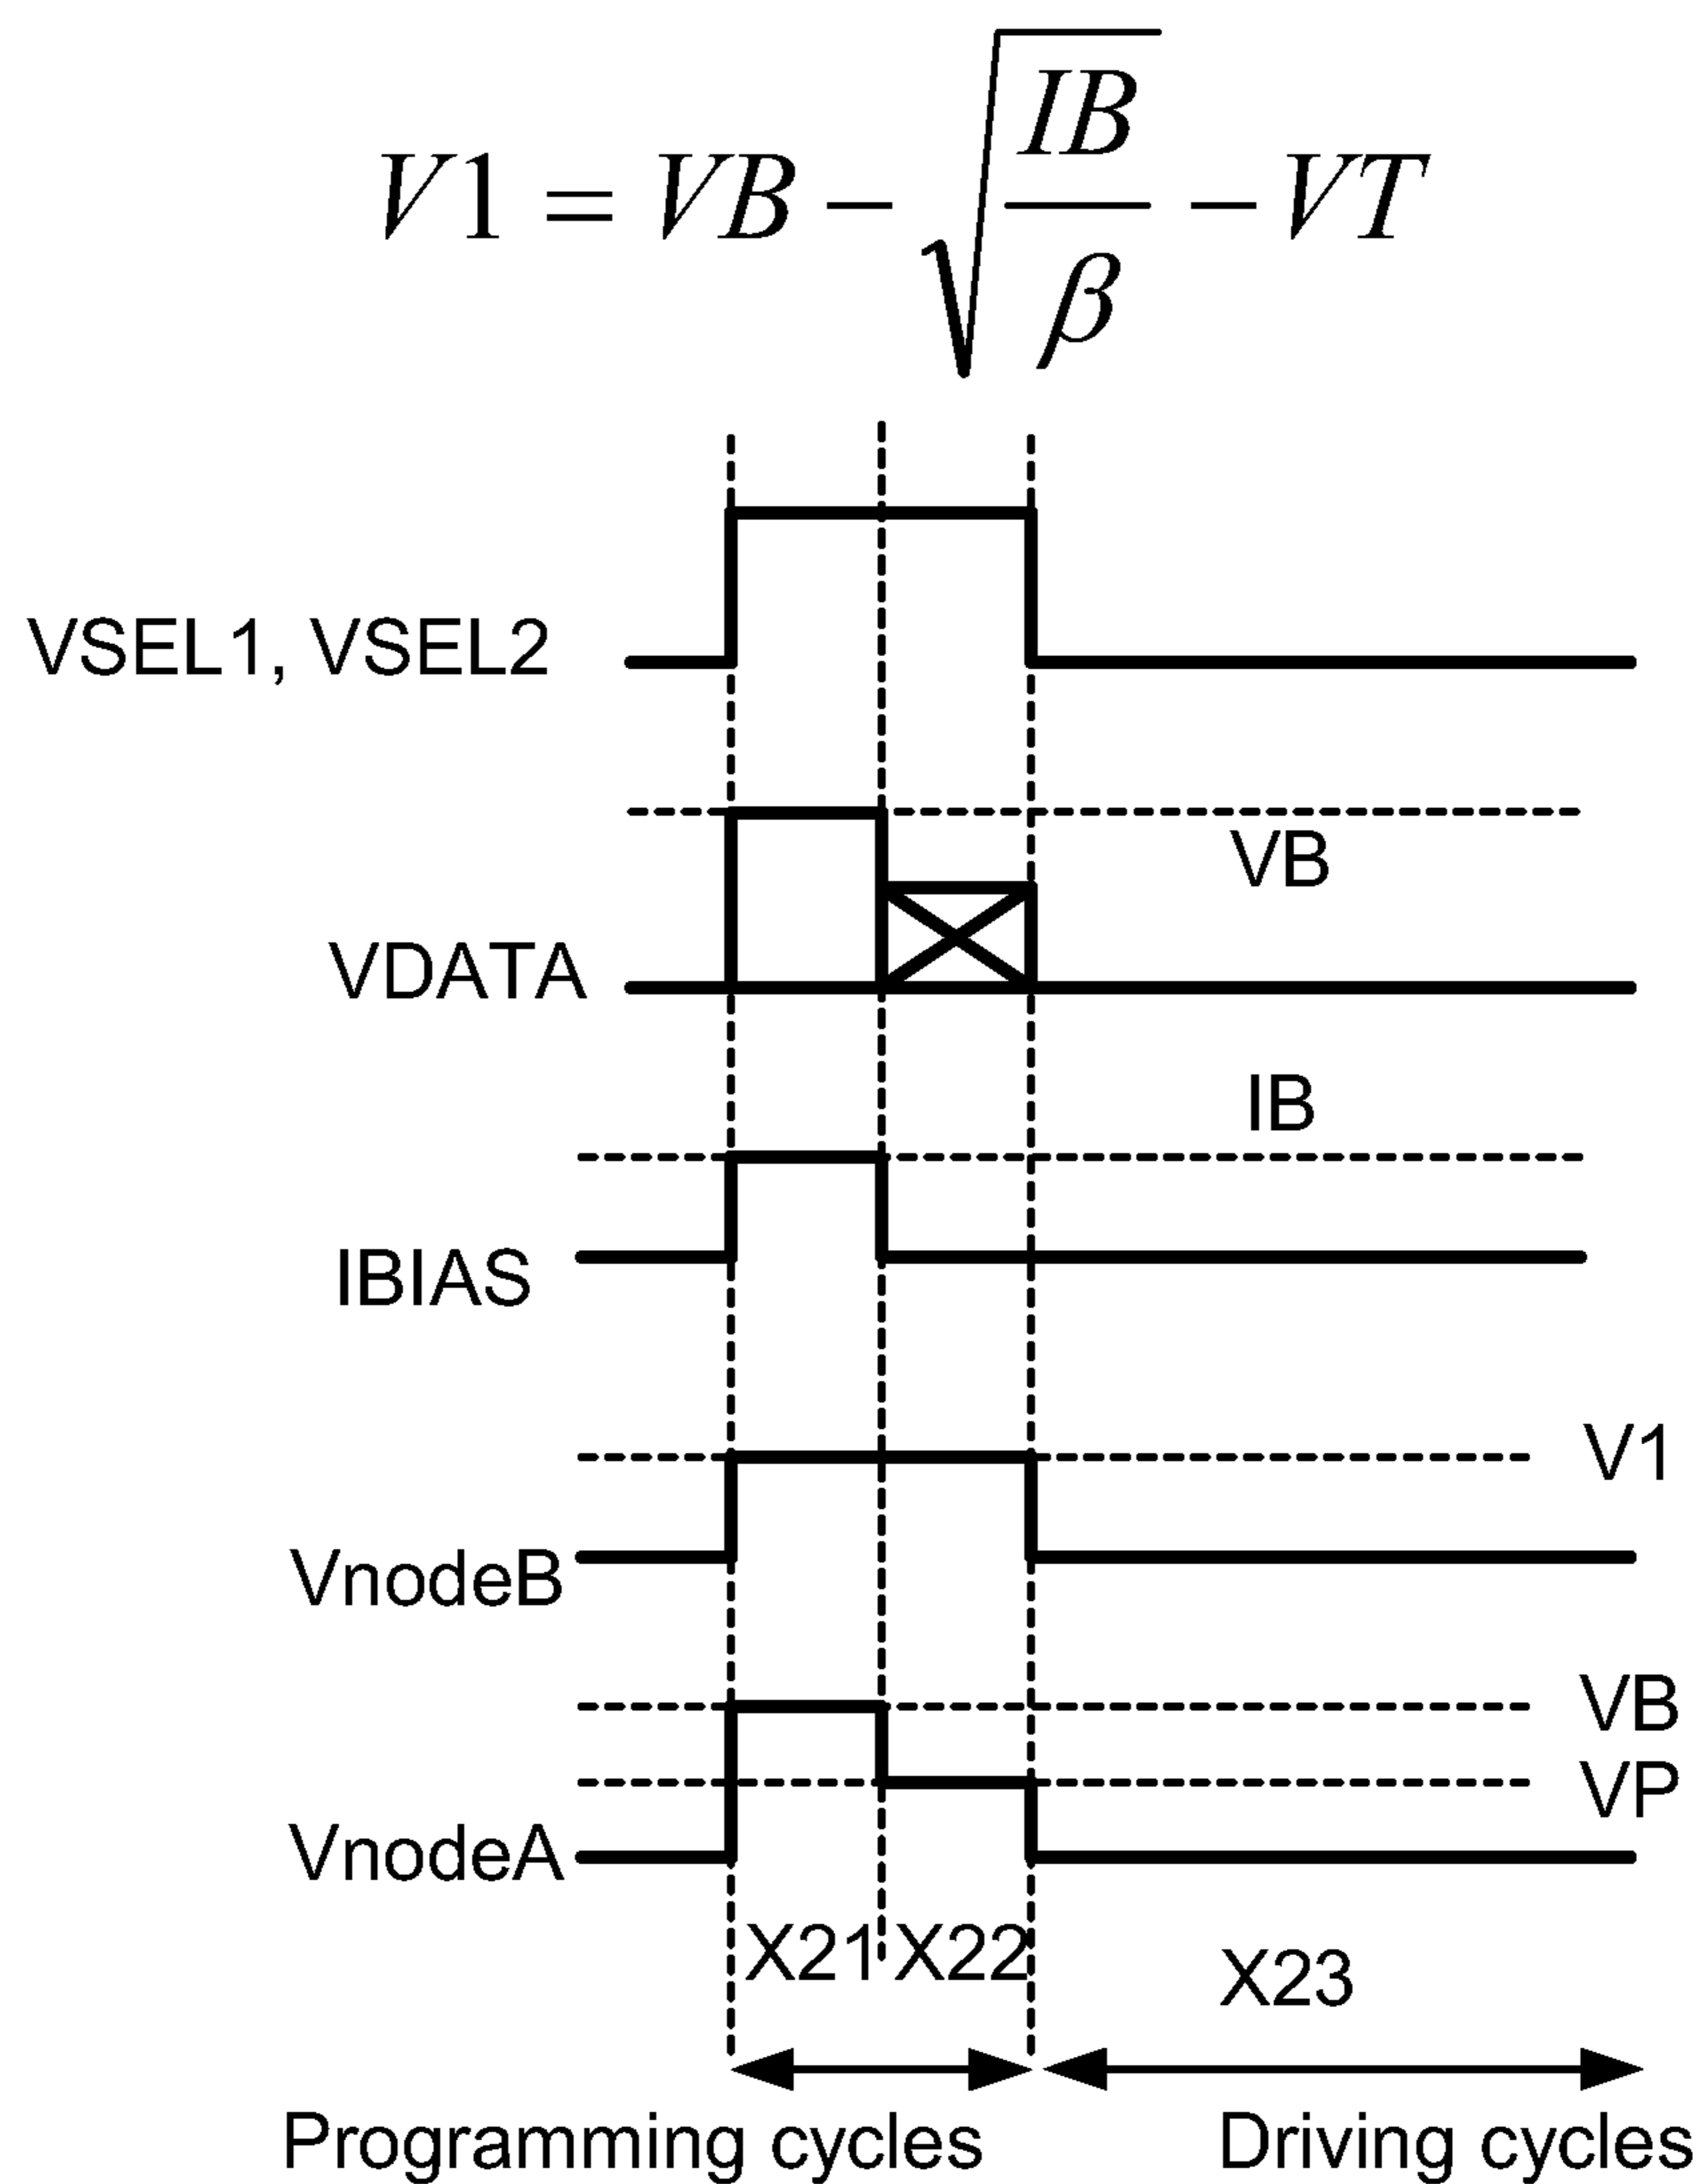 V1 = VB − √(IB/β) − VT
VSEL1, VSEL2
VB
VDATA
IB
IBIAS
V1
VnodeB
VB
VP
VnodeA
X21 X22
X23
Programming cycles
Driving cycles